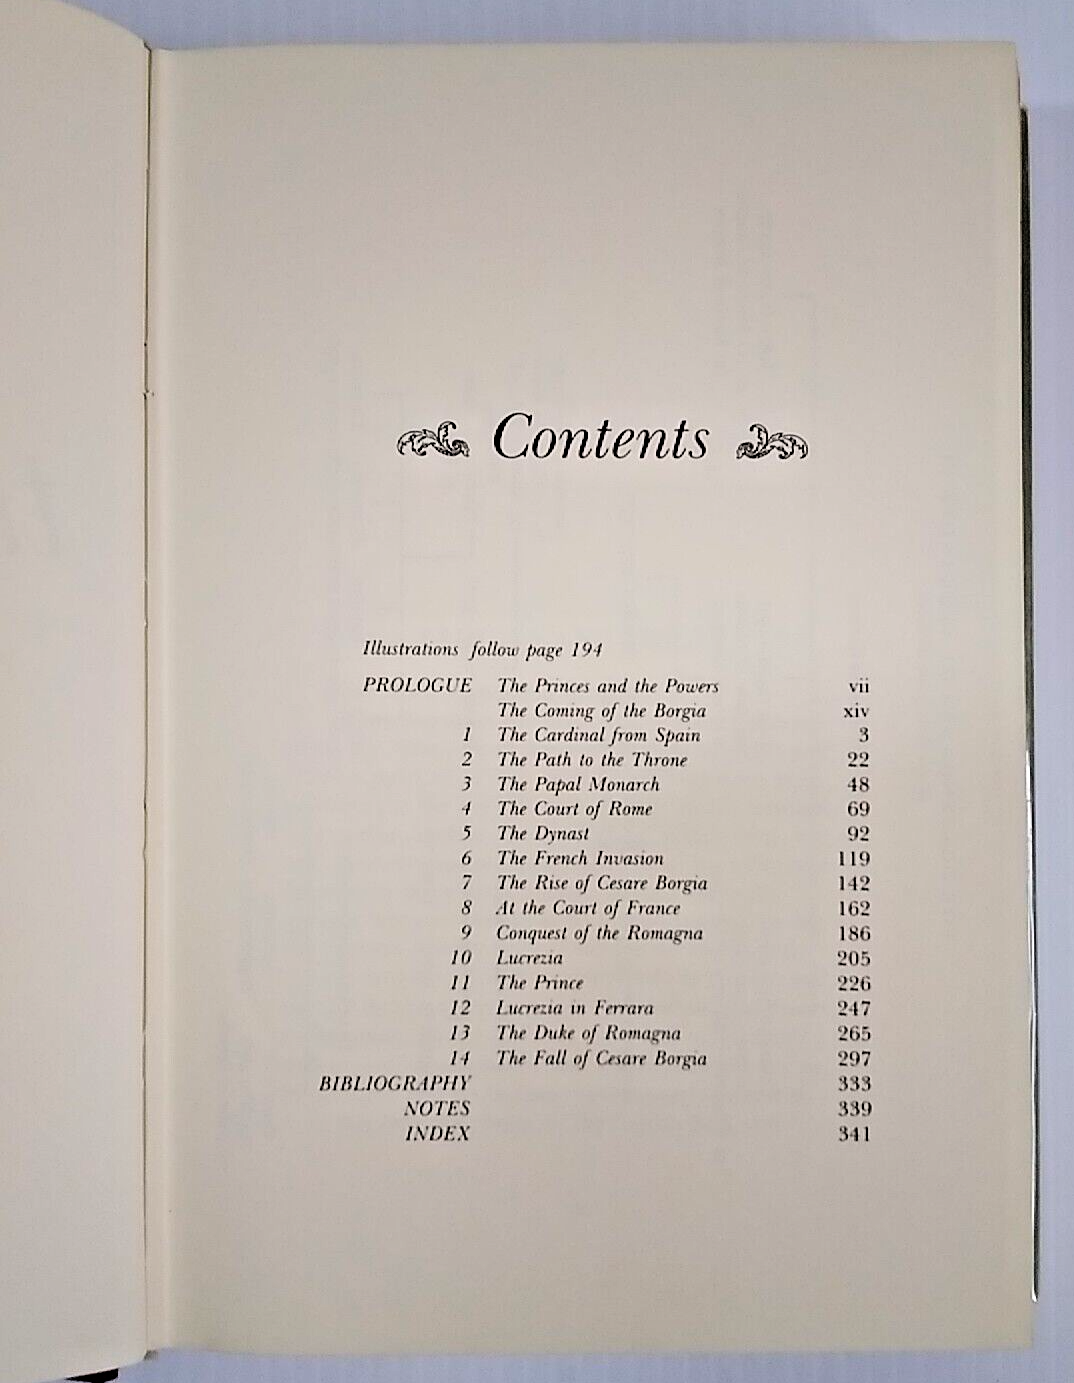 Contents
Illustrations follow page 194
PROLOGUE The Princes and the Powers vii
The Coming of the Borgia xiv
1 The Cardinal from Spain 3
2 The Path to the Throne 22
3 The Papal Monarch 48
4 The Court of Rome 69
5 The Dynast 92
6 The French Invasion 119
7 The Rise of Cesare Borgia 142
8 At the Court of France 162
9 Conquest of the Romagna 186
10 Lucrezia 205
11 The Prince 226
12 Lucrezia in Ferrara 247
13 The Duke of Romagna 265
14 The Fall of Cesare Borgia 297
BIBLIOGRAPHY 333
NOTES 339
INDEX 341